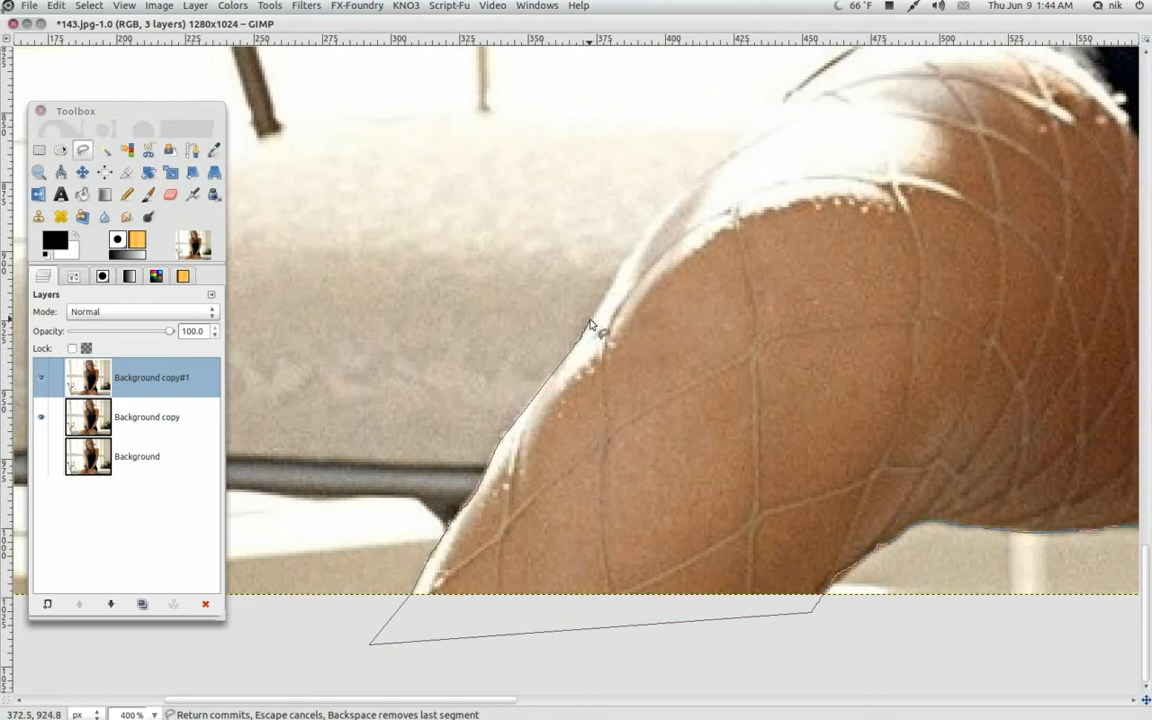 File Edit Select View Image Layer Colors Tools Filters FX-Foundry KNO3 Script-Fu Video Windows Help 66 °F Thu Jun 9 1:44 AM nik
*143.jpg-1.0 (RGB, 3 layers) 1280x1024 – GIMP
175 200 225 250 275 300 325 350 375 400 425 450 475 500 525 550
Toolbox
Layers
Mode: Normal
Opacity: 100.0
Lock:
Background copy#1
Background copy
Background
372.5, 924.8 px 400% Return commits, Escape cancels, Backspace removes last segment